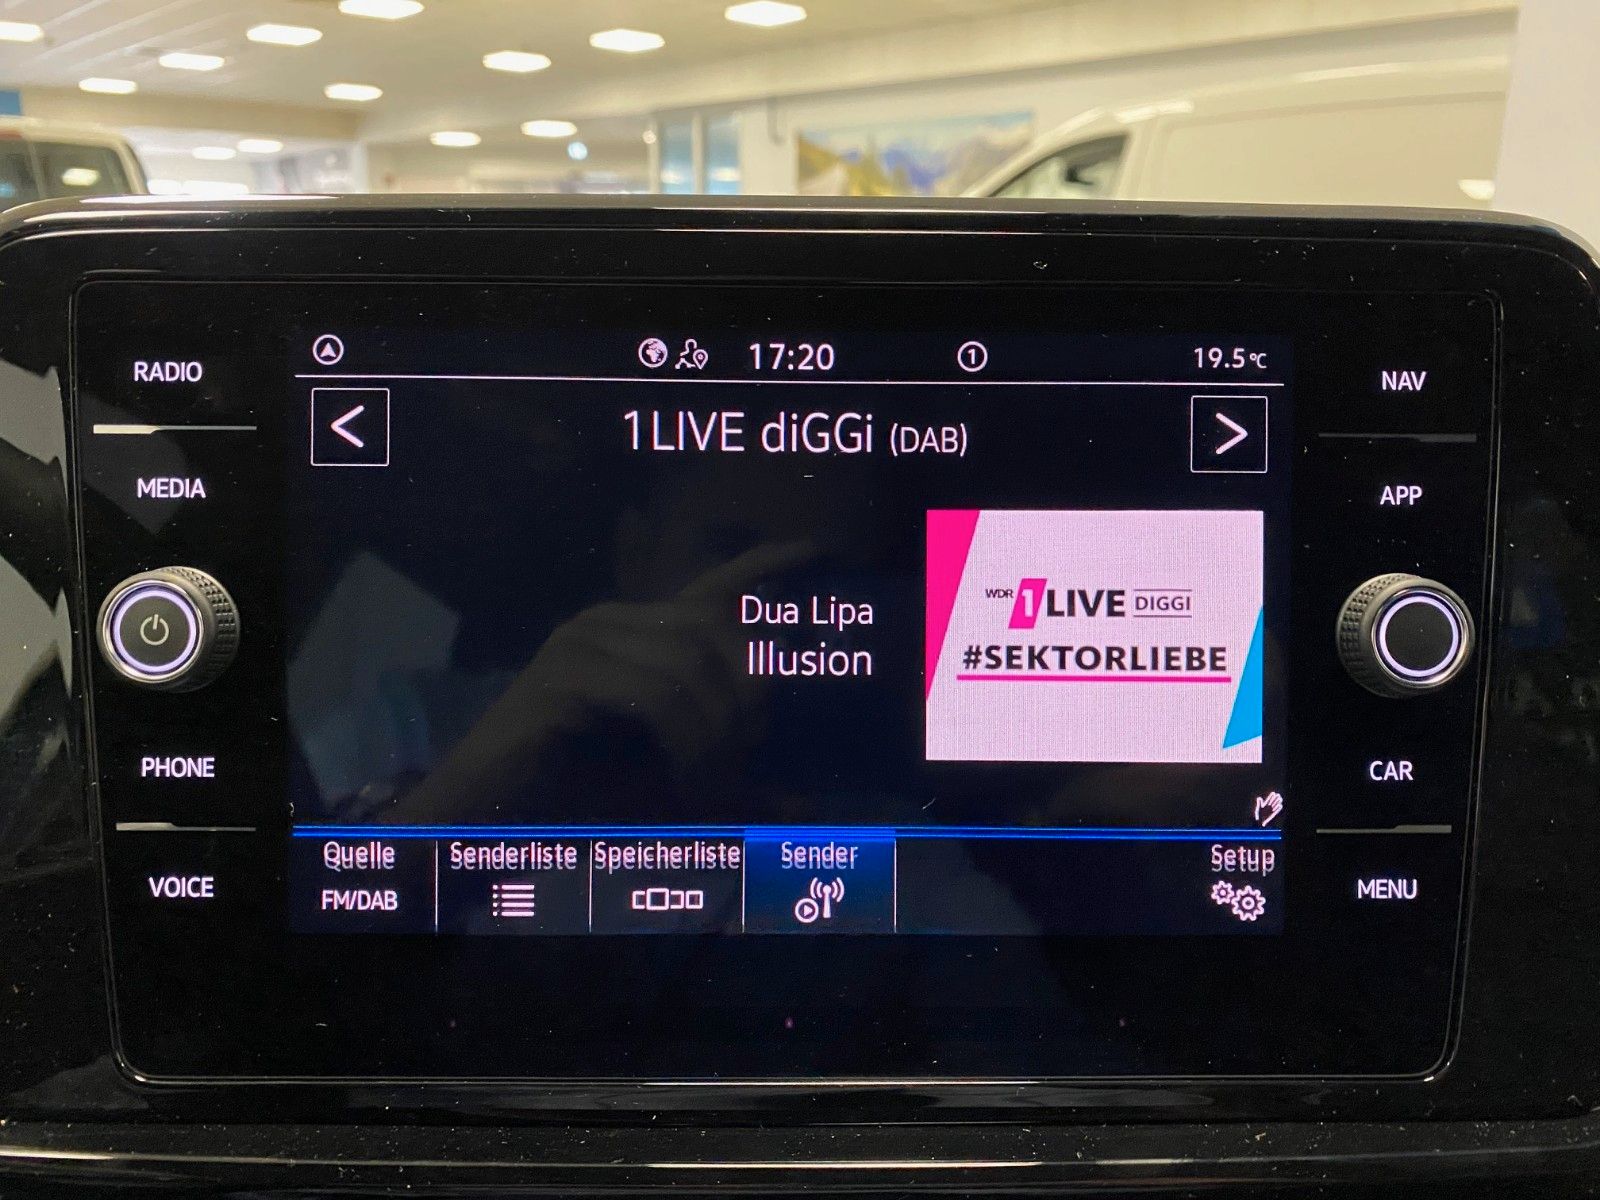 RADIO
MEDIA
PHONE
VOICE
17:20
1
19.5°C
<
1LIVE diGGi (DAB)
>
Dua Lipa
Illusion
WDR 1LIVE DIGGI
#SEKTORLIEBE
Quelle
FM/DAB
Senderliste
Speicherliste
Sender
Setup
NAV
APP
CAR
MENU